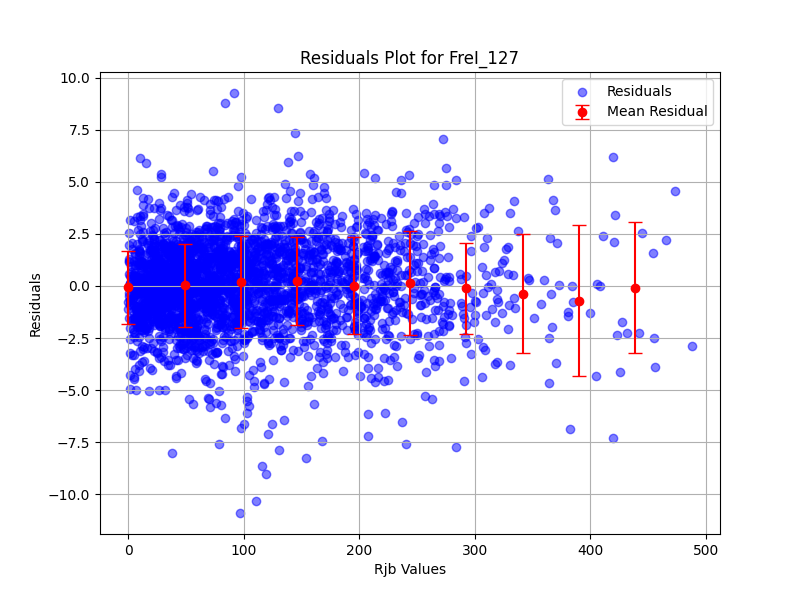 Residuals Plot for FreI_127
Residuals
Mean Residual
10.0
7.5
5.0
2.5
0.0
−2.5
−5.0
−7.5
−10.0
Residuals
0 100 200 300 400 500
Rjb Values